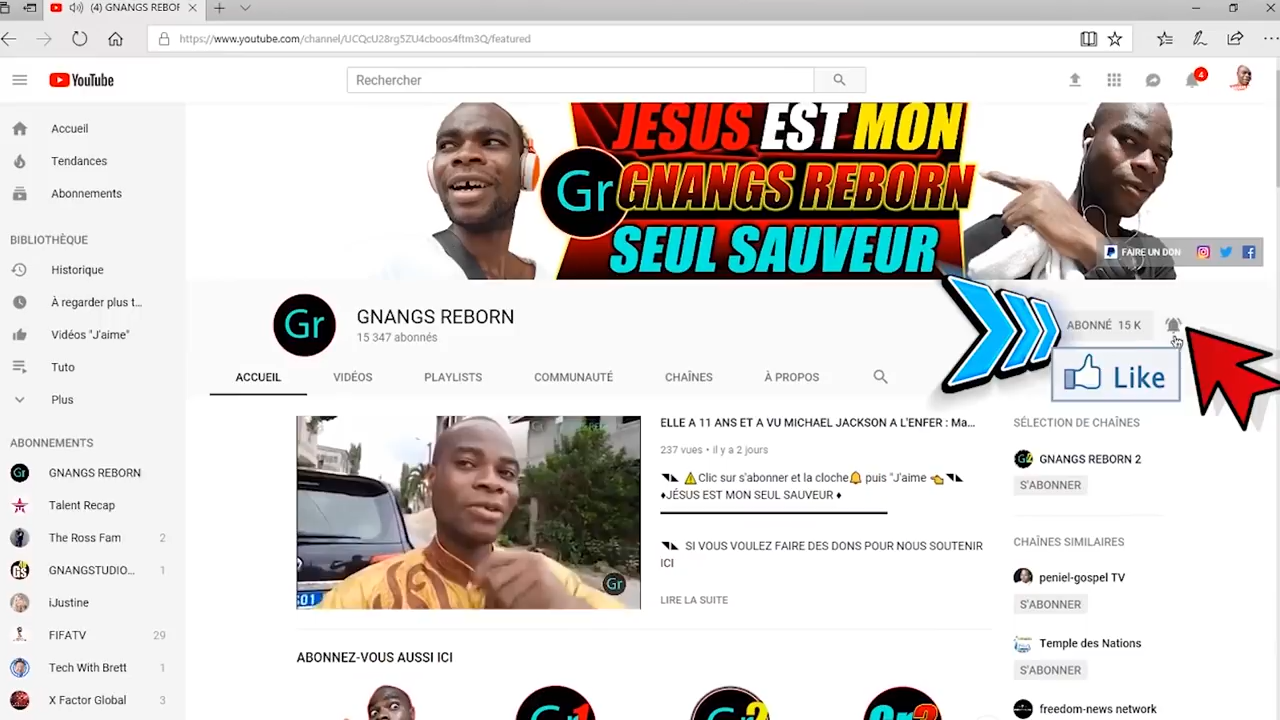 (4) GNANGS REBOR
https://www.youtube.com/channel/UCQcU28rg5ZU4cboos4ftm3Q/featured
YouTube
Rechercher
4
Accueil
Tendances
Abonnements
BIBLIOTHÈQUE
Historique
À regarder plus t...
Vidéos "J'aime"
Tuto
Plus
ABONNEMENTS
GNANGS REBORN
Talent Recap
The Ross Fam 2
GNANGSTUDIO... 1
iJustine
FIFATV 29
Tech With Brett 1
X Factor Global 3
JESUS EST MON
Gr GNANGS REBORN
SEUL SAUVEUR
FAIRE UN DON
Gr
GNANGS REBORN
15 347 abonnés
ABONNÉ 15 K
Like
ACCUEIL VIDÉOS PLAYLISTS COMMUNAUTÉ CHAÎNES À PROPOS
Gr
ELLE A 11 ANS ET A VU MICHAEL JACKSON A L'ENFER : Ma...
237 vues • il y a 2 jours
◥◣ ⚠Clic sur s'abonner et la cloche🔔 puis "J'aime 👈◥◣
♦JÉSUS EST MON SEUL SAUVEUR ♦
◥◣ SI VOUS VOULEZ FAIRE DES DONS POUR NOUS SOUTENIR
ICI
LIRE LA SUITE
ABONNEZ-VOUS AUSSI ICI
Gr1
Gr2
Gr3
SÉLECTION DE CHAÎNES
GNANGS REBORN 2
S'ABONNER
CHAÎNES SIMILAIRES
peniel-gospel TV
S'ABONNER
Temple des Nations
S'ABONNER
freedom-news network